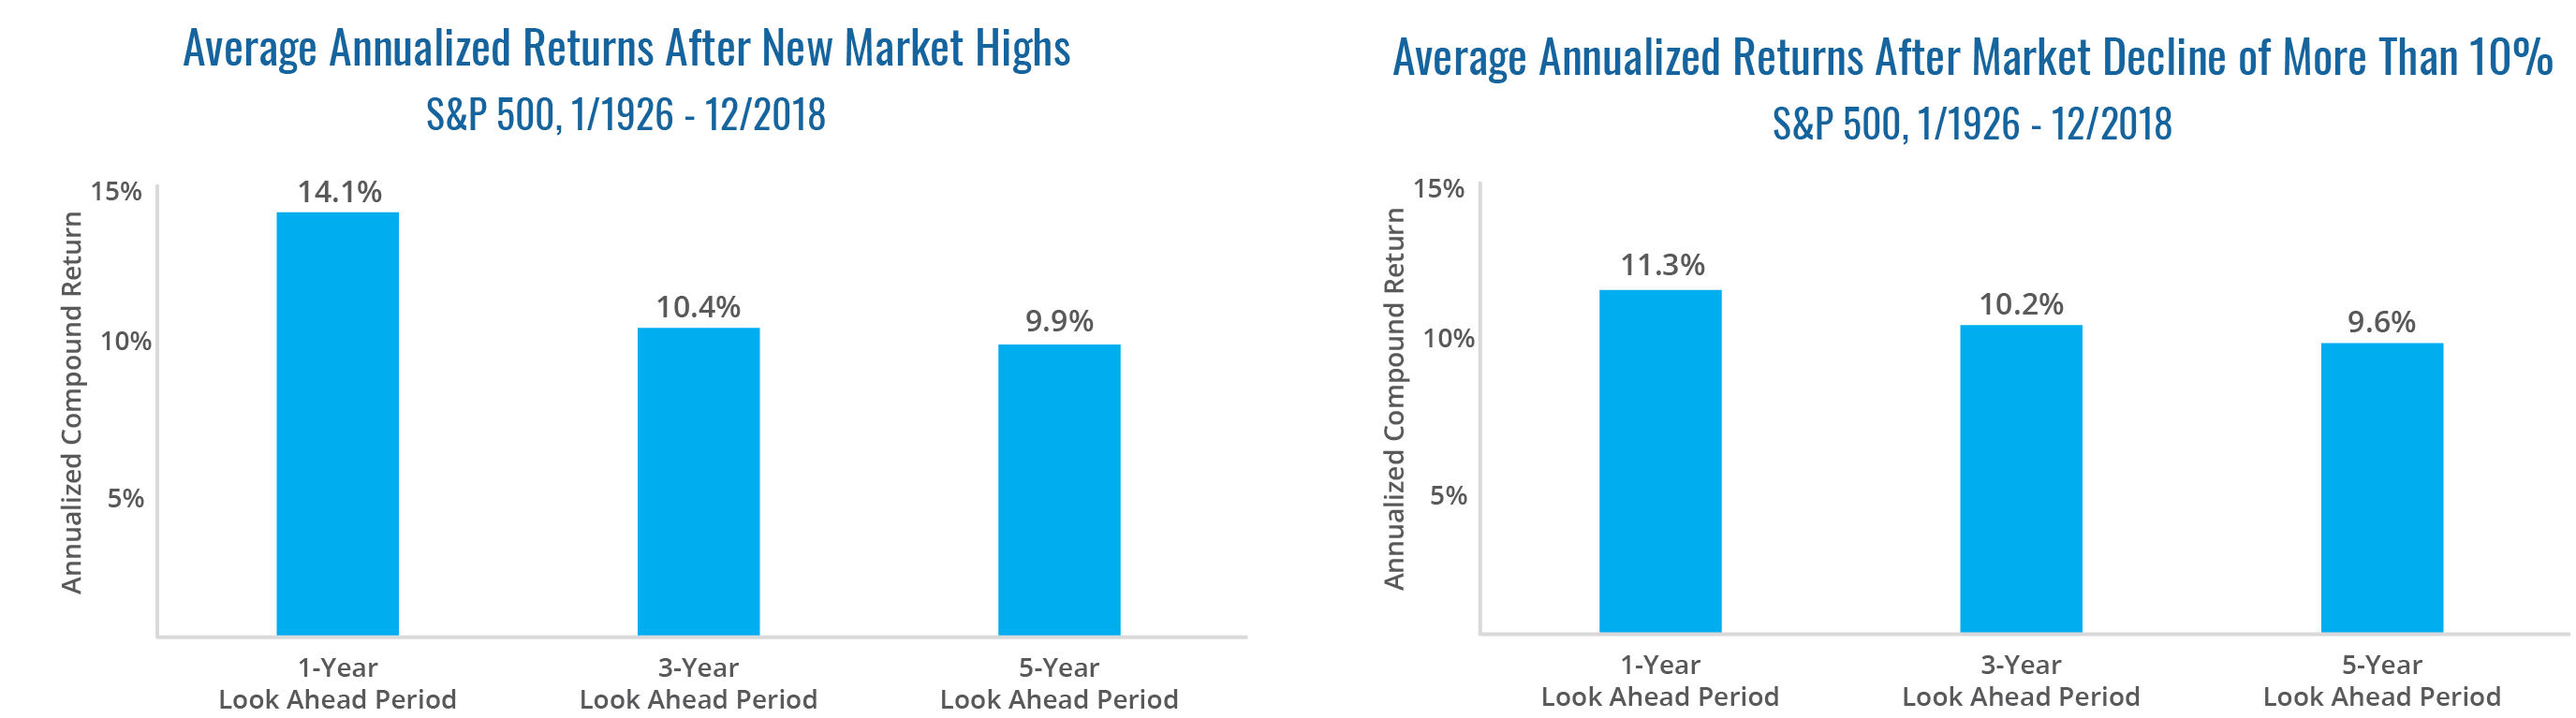 Average Annualized Returns After New Market Highs
S&P 500, 1/1926 - 12/2018
15%
10%
5%
Annualized Compound Return
14.1%
10.4%
9.9%
1-Year
Look Ahead Period
3-Year
Look Ahead Period
5-Year
Look Ahead Period
Average Annualized Returns After Market Decline of More Than 10%
S&P 500, 1/1926 - 12/2018
15%
10%
5%
Annualized Compound Return
11.3%
10.2%
9.6%
1-Year
Look Ahead Period
3-Year
Look Ahead Period
5-Year
Look Ahead Period